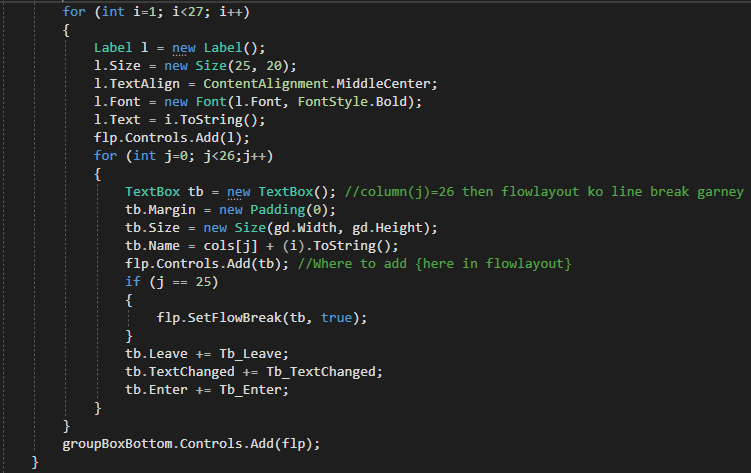 for (int i=1; i<27; i++)
{
Label l = new Label();
l.Size = new Size(25, 20);
l.TextAlign = ContentAlignment.MiddleCenter;
l.Font = new Font(l.Font, FontStyle.Bold);
l.Text = i.ToString();
flp.Controls.Add(l);
for (int j=0; j<26;j++)
{
TextBox tb = new TextBox(); //column(j)=26 then flowlayout ko line break garney
tb.Margin = new Padding(0);
tb.Size = new Size(gd.Width, gd.Height);
tb.Name = cols[j] + (i).ToString();
flp.Controls.Add(tb); //Where to add {here in flowlayout}
if (j == 25)
{
flp.SetFlowBreak(tb, true);
}
tb.Leave += Tb_Leave;
tb.TextChanged += Tb_TextChanged;
tb.Enter += Tb_Enter;
}
}
groupBoxBottom.Controls.Add(flp);
}